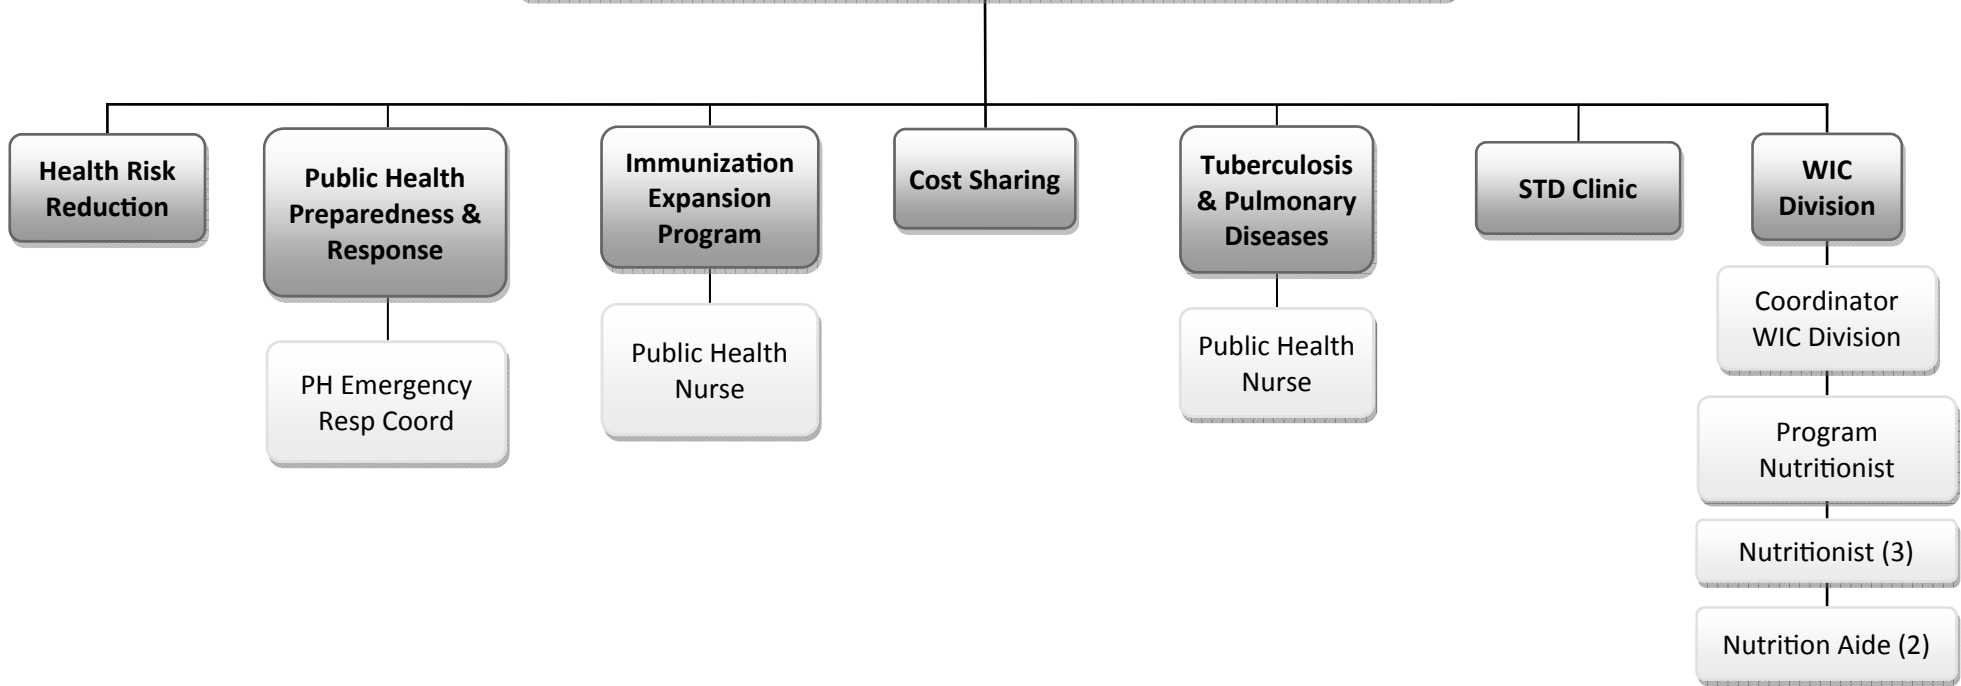 Health Risk
Reduction
Public Health
Preparedness &
Response
PH Emergency
Resp Coord
Immunization
Expansion
Program
Public Health
Nurse
Cost Sharing
Tuberculosis
& Pulmonary
Diseases
Public Health
Nurse
STD Clinic
WIC
Division
Coordinator
WIC Division
Program
Nutritionist
Nutritionist (3)
Nutrition Aide (2)